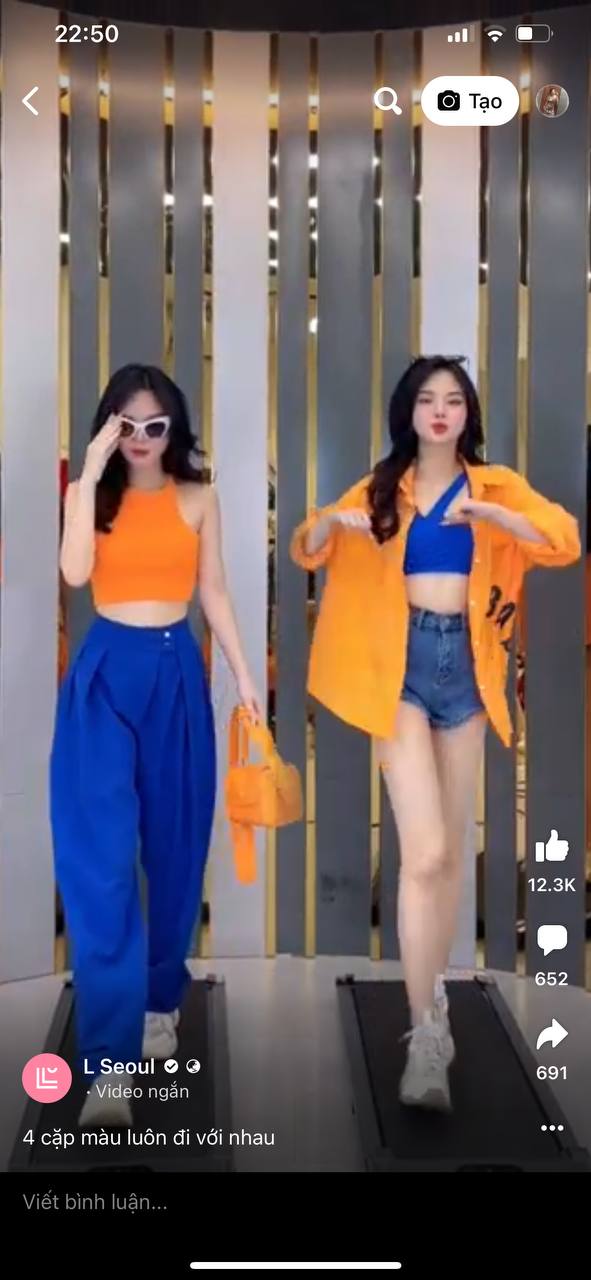 22:50
Tạo
12.3K
652
691
L Seoul
· Video ngắn
4 cặp màu luôn đi với nhau
Viết bình luận...